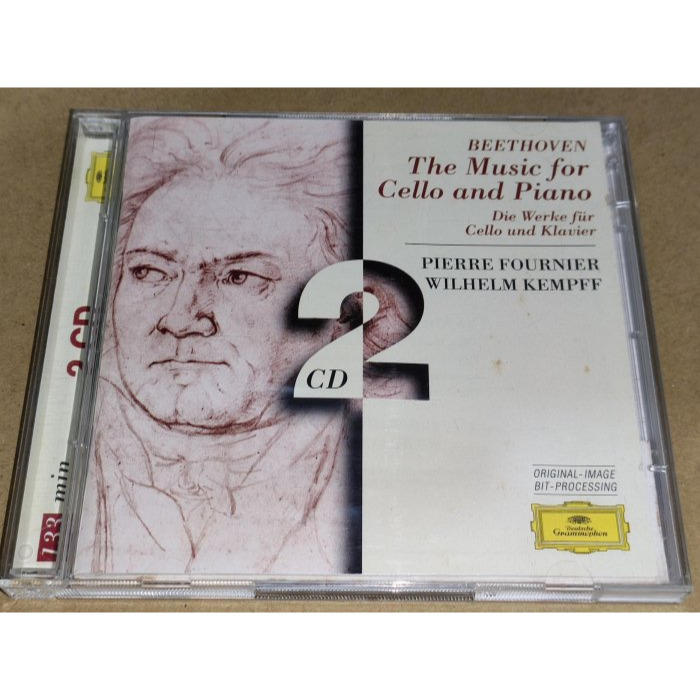 BEETHOVEN
The Music for
Cello and Piano
Die Werke für
Cello und Klavier
PIERRE FOURNIER
WILHELM KEMPFF
2
CD
ORIGINAL-IMAGE
BIT-PROCESSING
Deutsche
Grammophon
2 CD
133 min